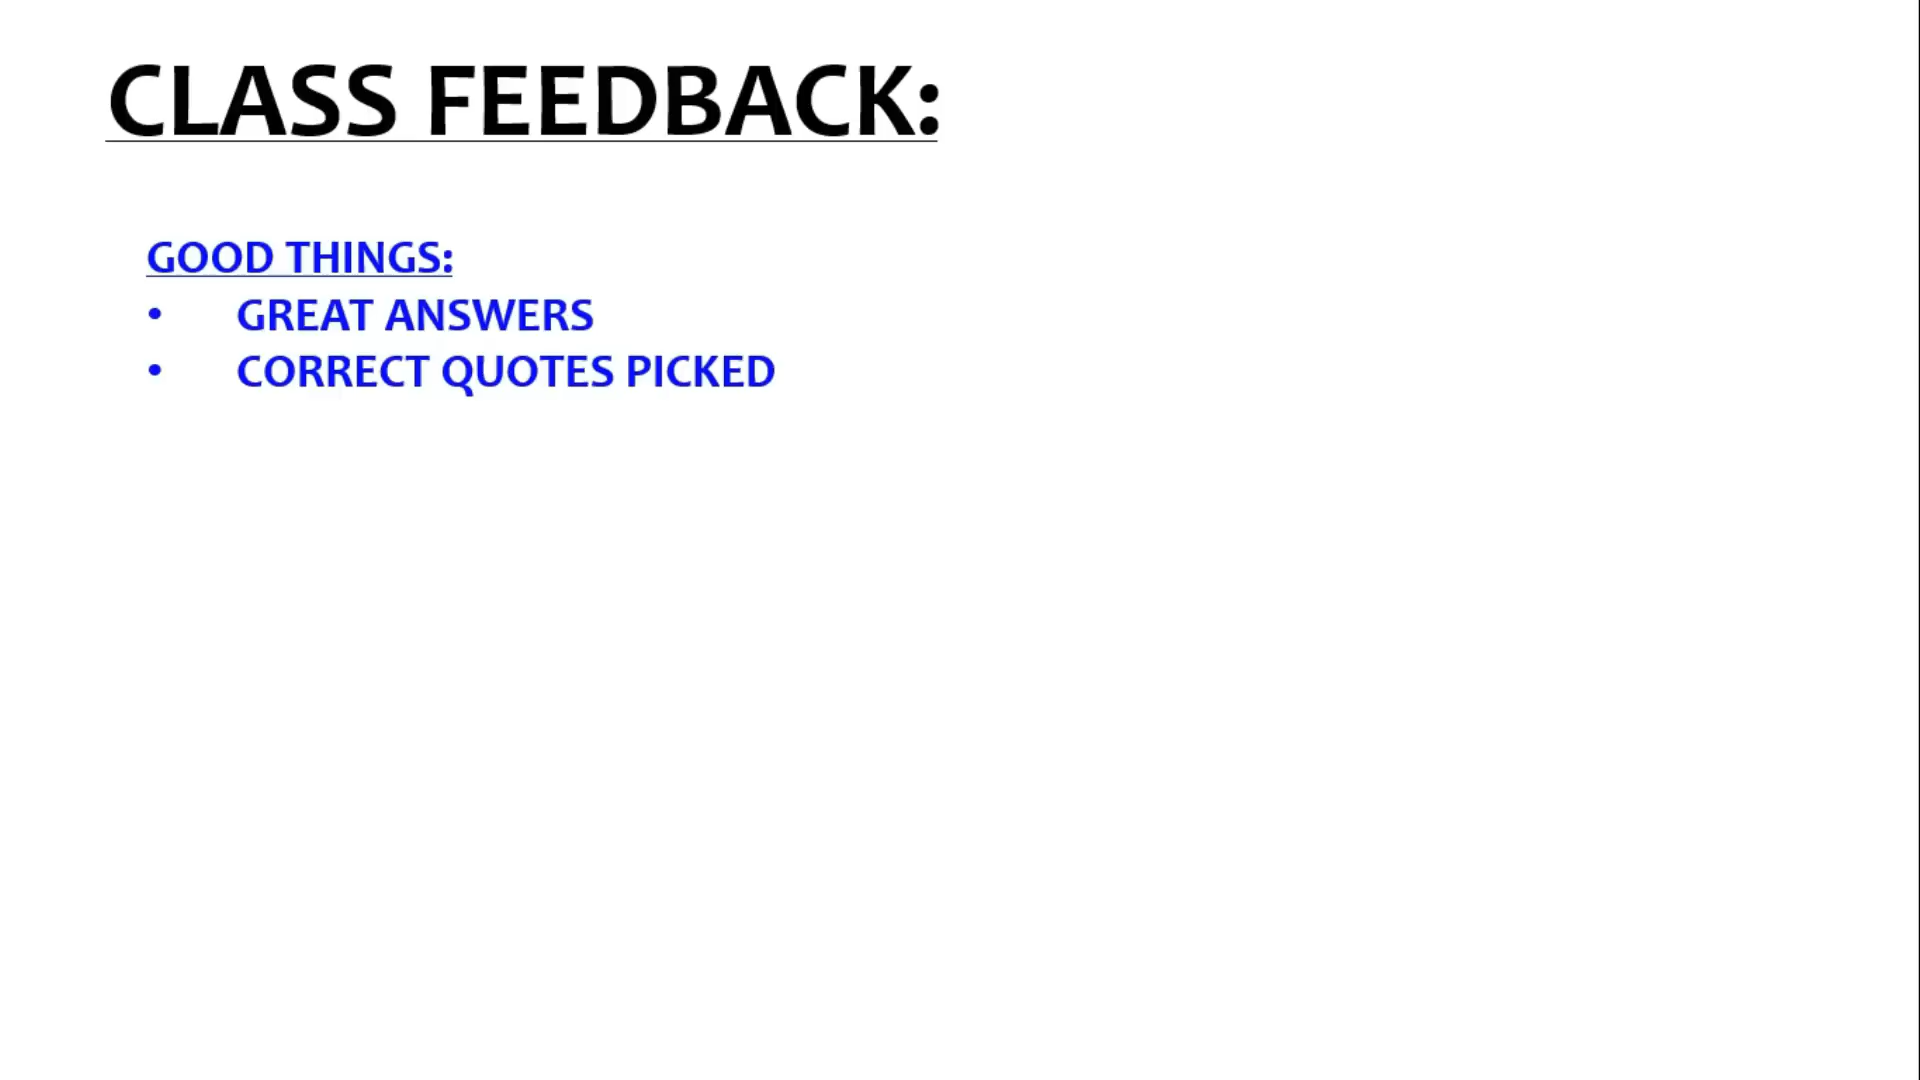 CLASS FEEDBACK:
GOOD THINGS:
• GREAT ANSWERS
• CORRECT QUOTES PICKED